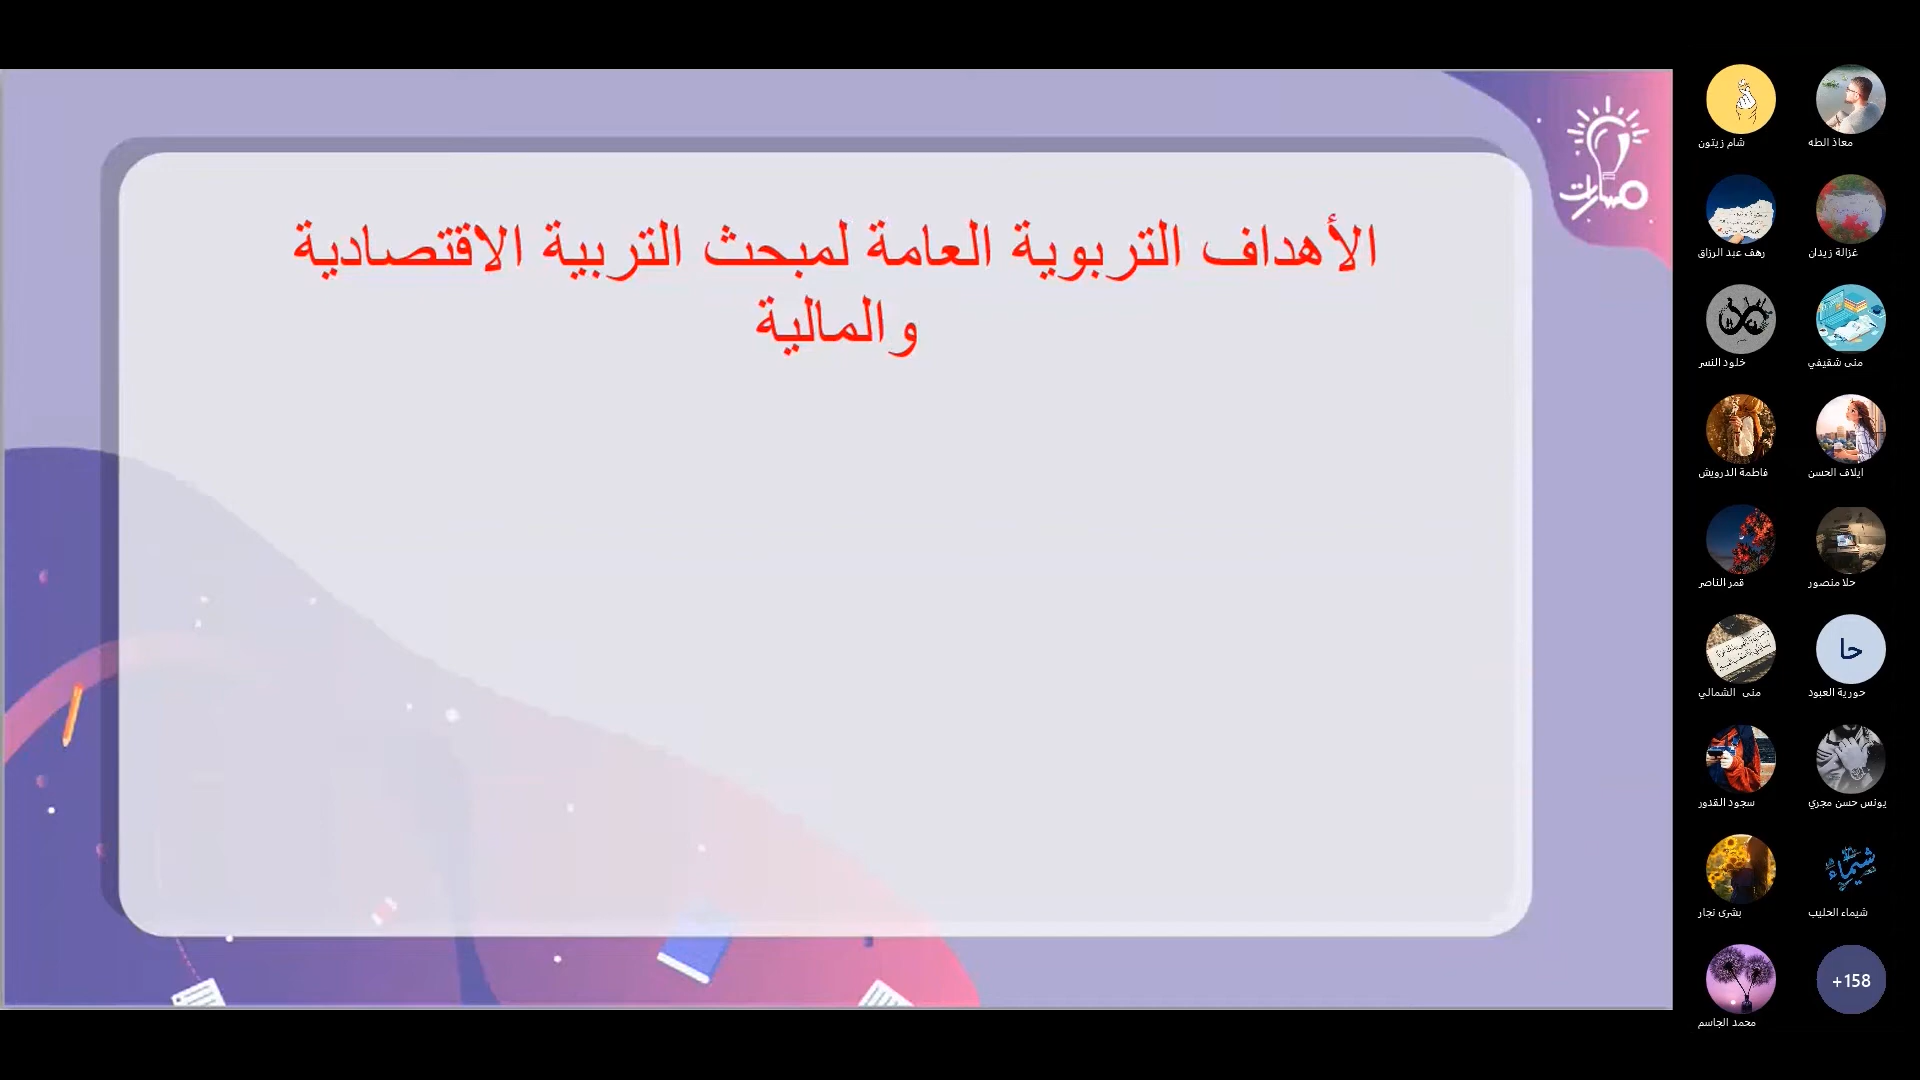 الأهداف التربوية العامة لمبحث التربية الاقتصادية
والمالية
مسارات
معاذ الطه
شام زيتون
غزالة زيدان
رهف عبد الرزاق
منى شقيفي
خلود النسر
ايلاف الحسن
فاطمة الدرويش
حلا منصور
قمر الناصر
حا
حورية العبود
منى الشمالي
يونس حسن مجري
سجود القدور
شيماء
شيماء الحليب
بشرى نجار
+158
محمد الجاسم